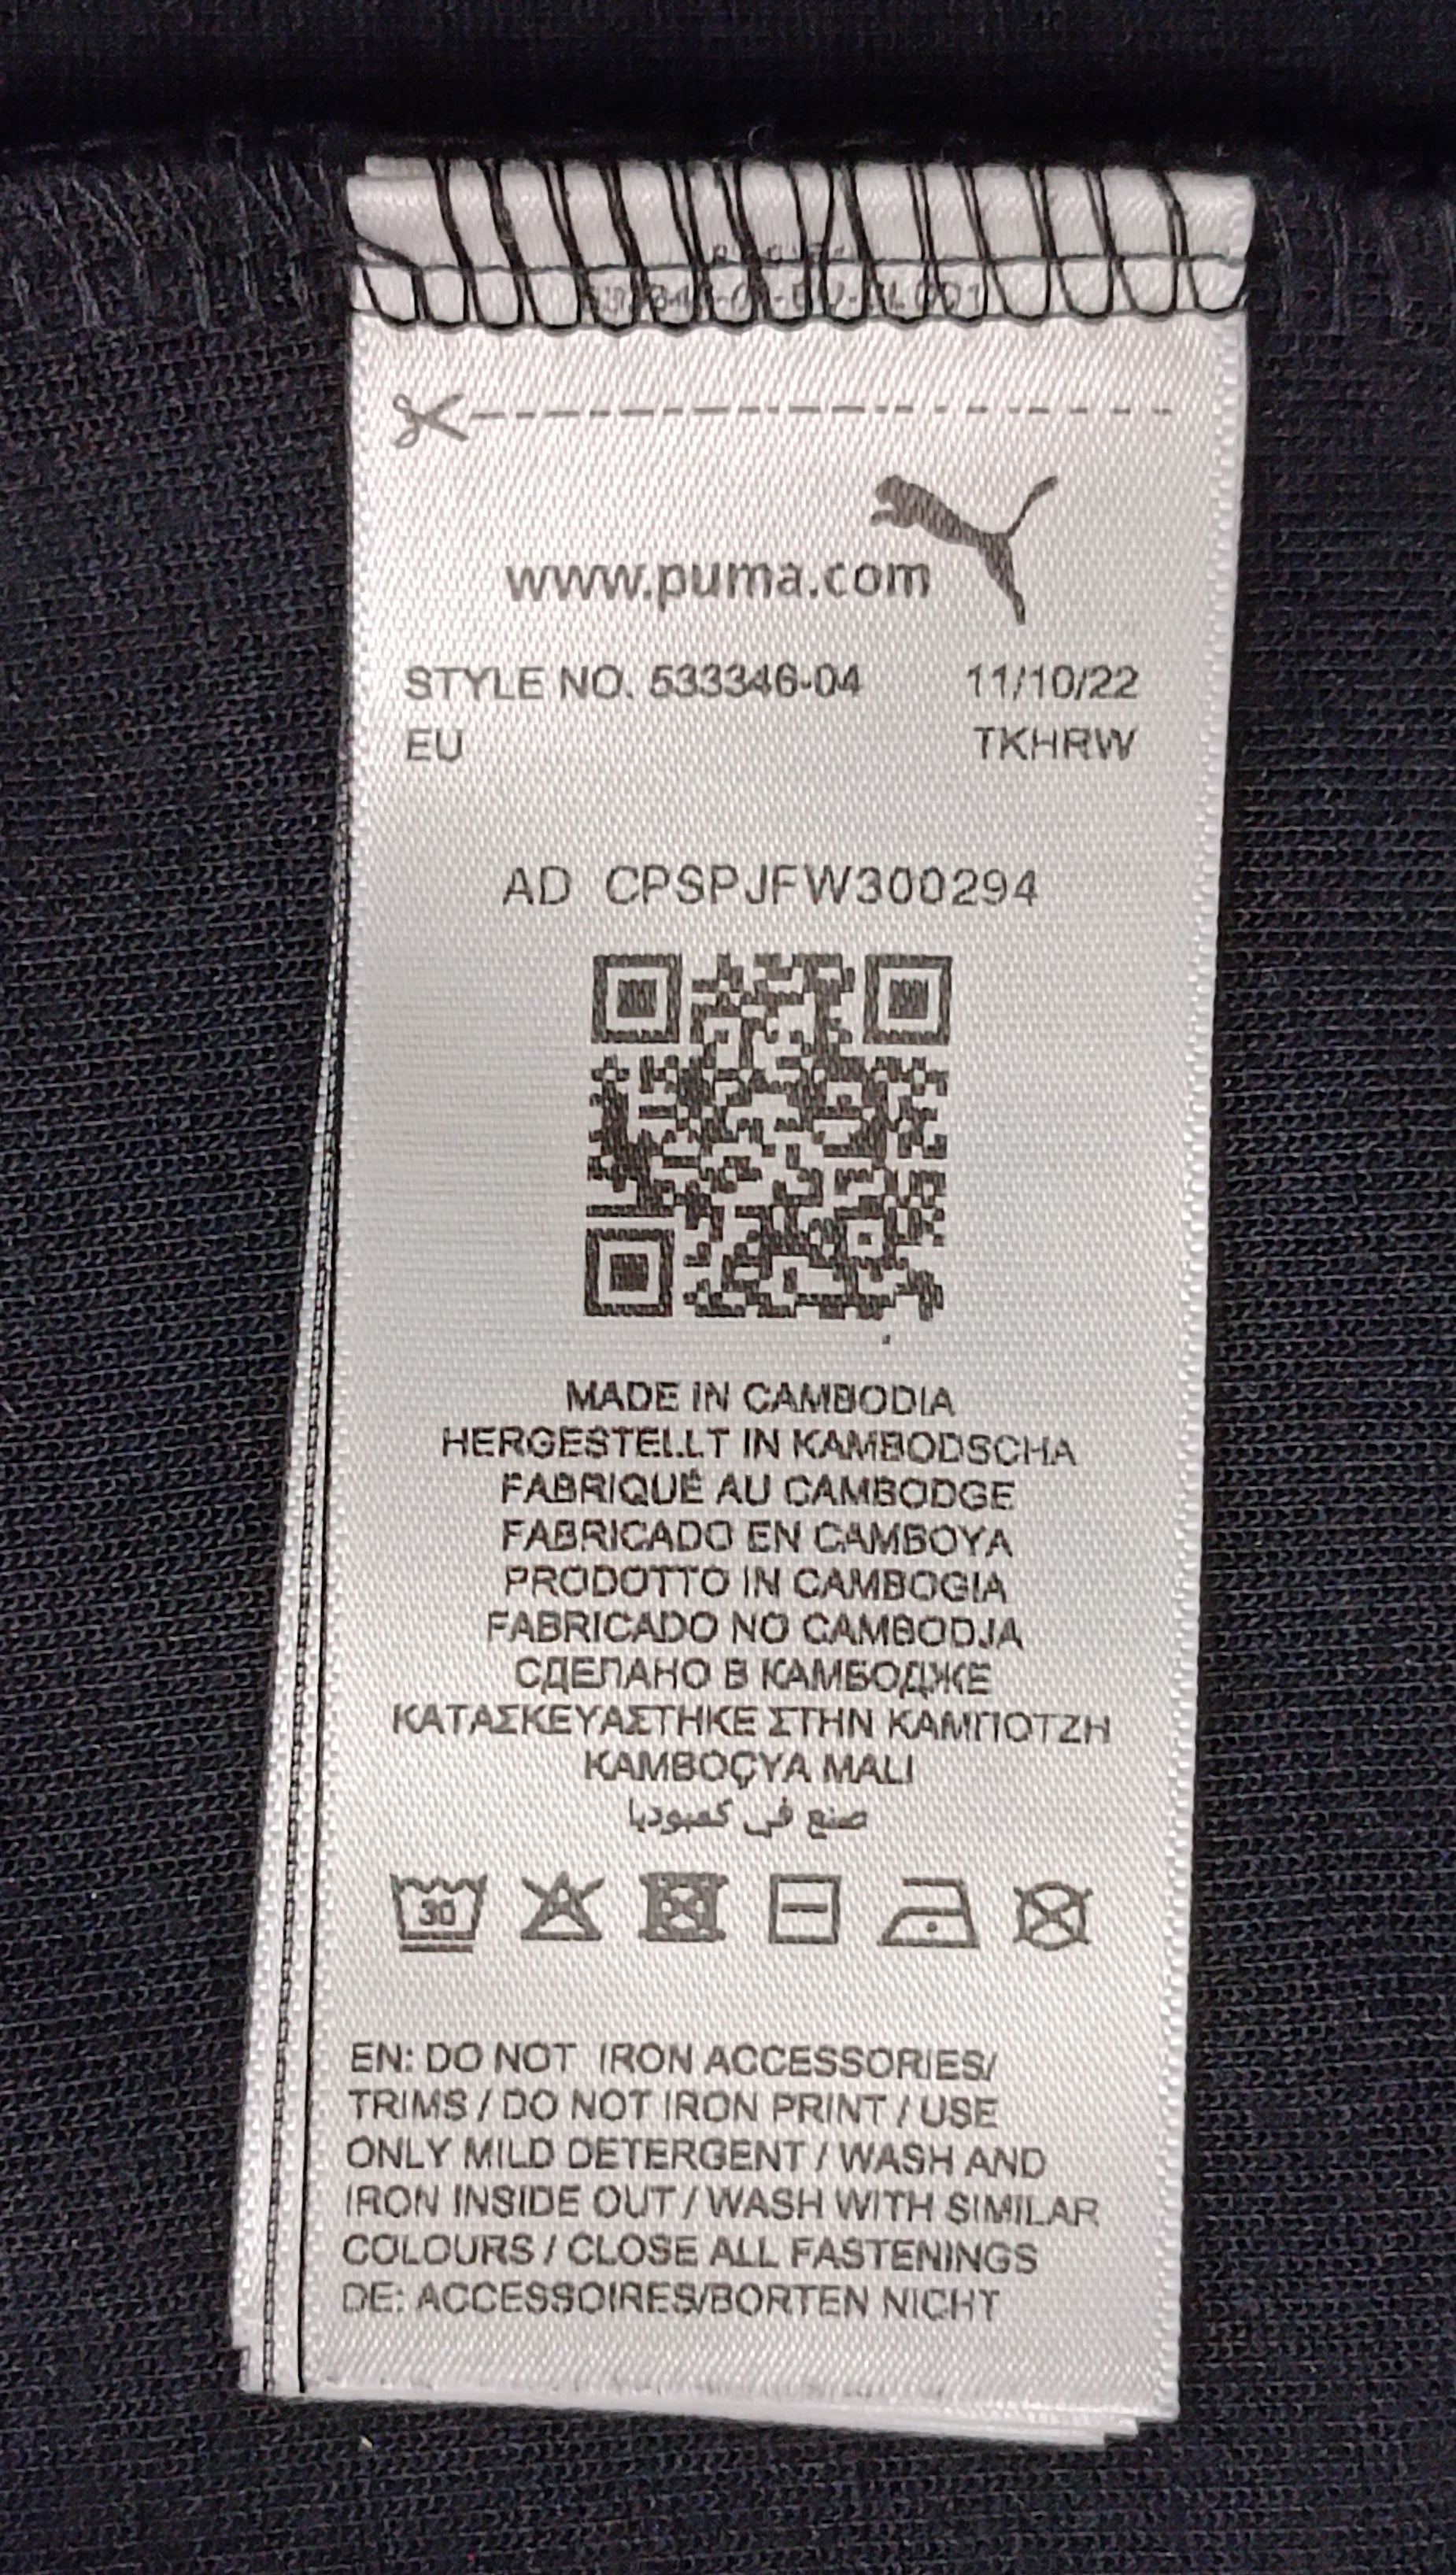 www.puma.com
STYLE NO. 533346-04 11/10/22
EU TKHRW
AD CPSPJFW300294
MADE IN CAMBODIA
HERGESTELLT IN KAMBODSCHA
FABRIQUÉ AU CAMBODGE
FABRICADO EN CAMBOYA
PRODOTTO IN CAMBOGIA
FABRICADO NO CAMBODJA
СДЕЛАНО В КАМБОДЖЕ
ΚΑΤΑΣΚΕΥΑΣΤΗΚΕ ΣΤΗΝ ΚΑΜΠΟΤΖΗ
KAMBOÇYA MALI
صنع في كمبوديا
30
EN: DO NOT IRON ACCESSORIES/
TRIMS / DO NOT IRON PRINT / USE
ONLY MILD DETERGENT / WASH AND
IRON INSIDE OUT / WASH WITH SIMILAR
COLOURS / CLOSE ALL FASTENINGS
DE: ACCESSOIRES/BORTEN NICHT